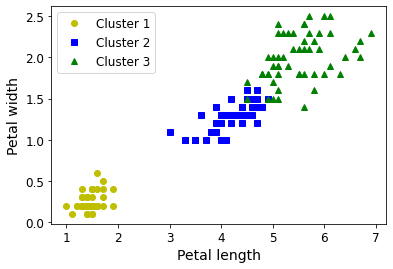 Cluster 1
Cluster 2
Cluster 3
Petal width
2.5
2.0
1.5
1.0
0.5
0.0
1 2 3 4 5 6 7
Petal length